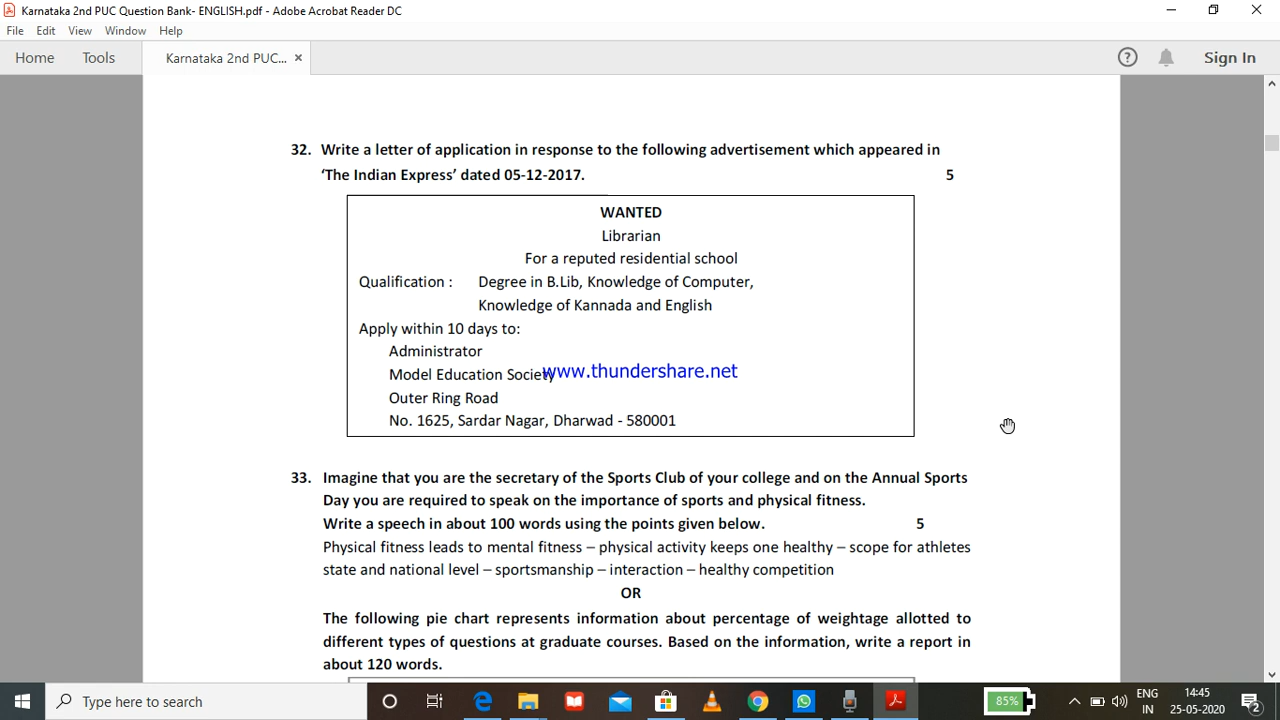 Karnataka 2nd PUC Question Bank- ENGLISH.pdf - Adobe Acrobat Reader DC
File Edit View Window Help
Home Tools Karnataka 2nd PUC... × Sign In
32. Write a letter of application in response to the following advertisement which appeared in
‘The Indian Express’ dated 05-12-2017. 5
WANTED
Librarian
For a reputed residential school
Qualification : Degree in B.Lib, Knowledge of Computer,
Knowledge of Kannada and English
Apply within 10 days to:
Administrator
Model Education Society
www.thundershare.net
Outer Ring Road
No. 1625, Sardar Nagar, Dharwad - 580001
33. Imagine that you are the secretary of the Sports Club of your college and on the Annual Sports
Day you are required to speak on the importance of sports and physical fitness.
Write a speech in about 100 words using the points given below. 5
Physical fitness leads to mental fitness – physical activity keeps one healthy – scope for athletes
state and national level – sportsmanship – interaction – healthy competition
OR
The following pie chart represents information about percentage of weightage allotted to
different types of questions at graduate courses. Based on the information, write a report in
about 120 words.
Type here to search 85% ENG 14:45
IN 25-05-2020 2